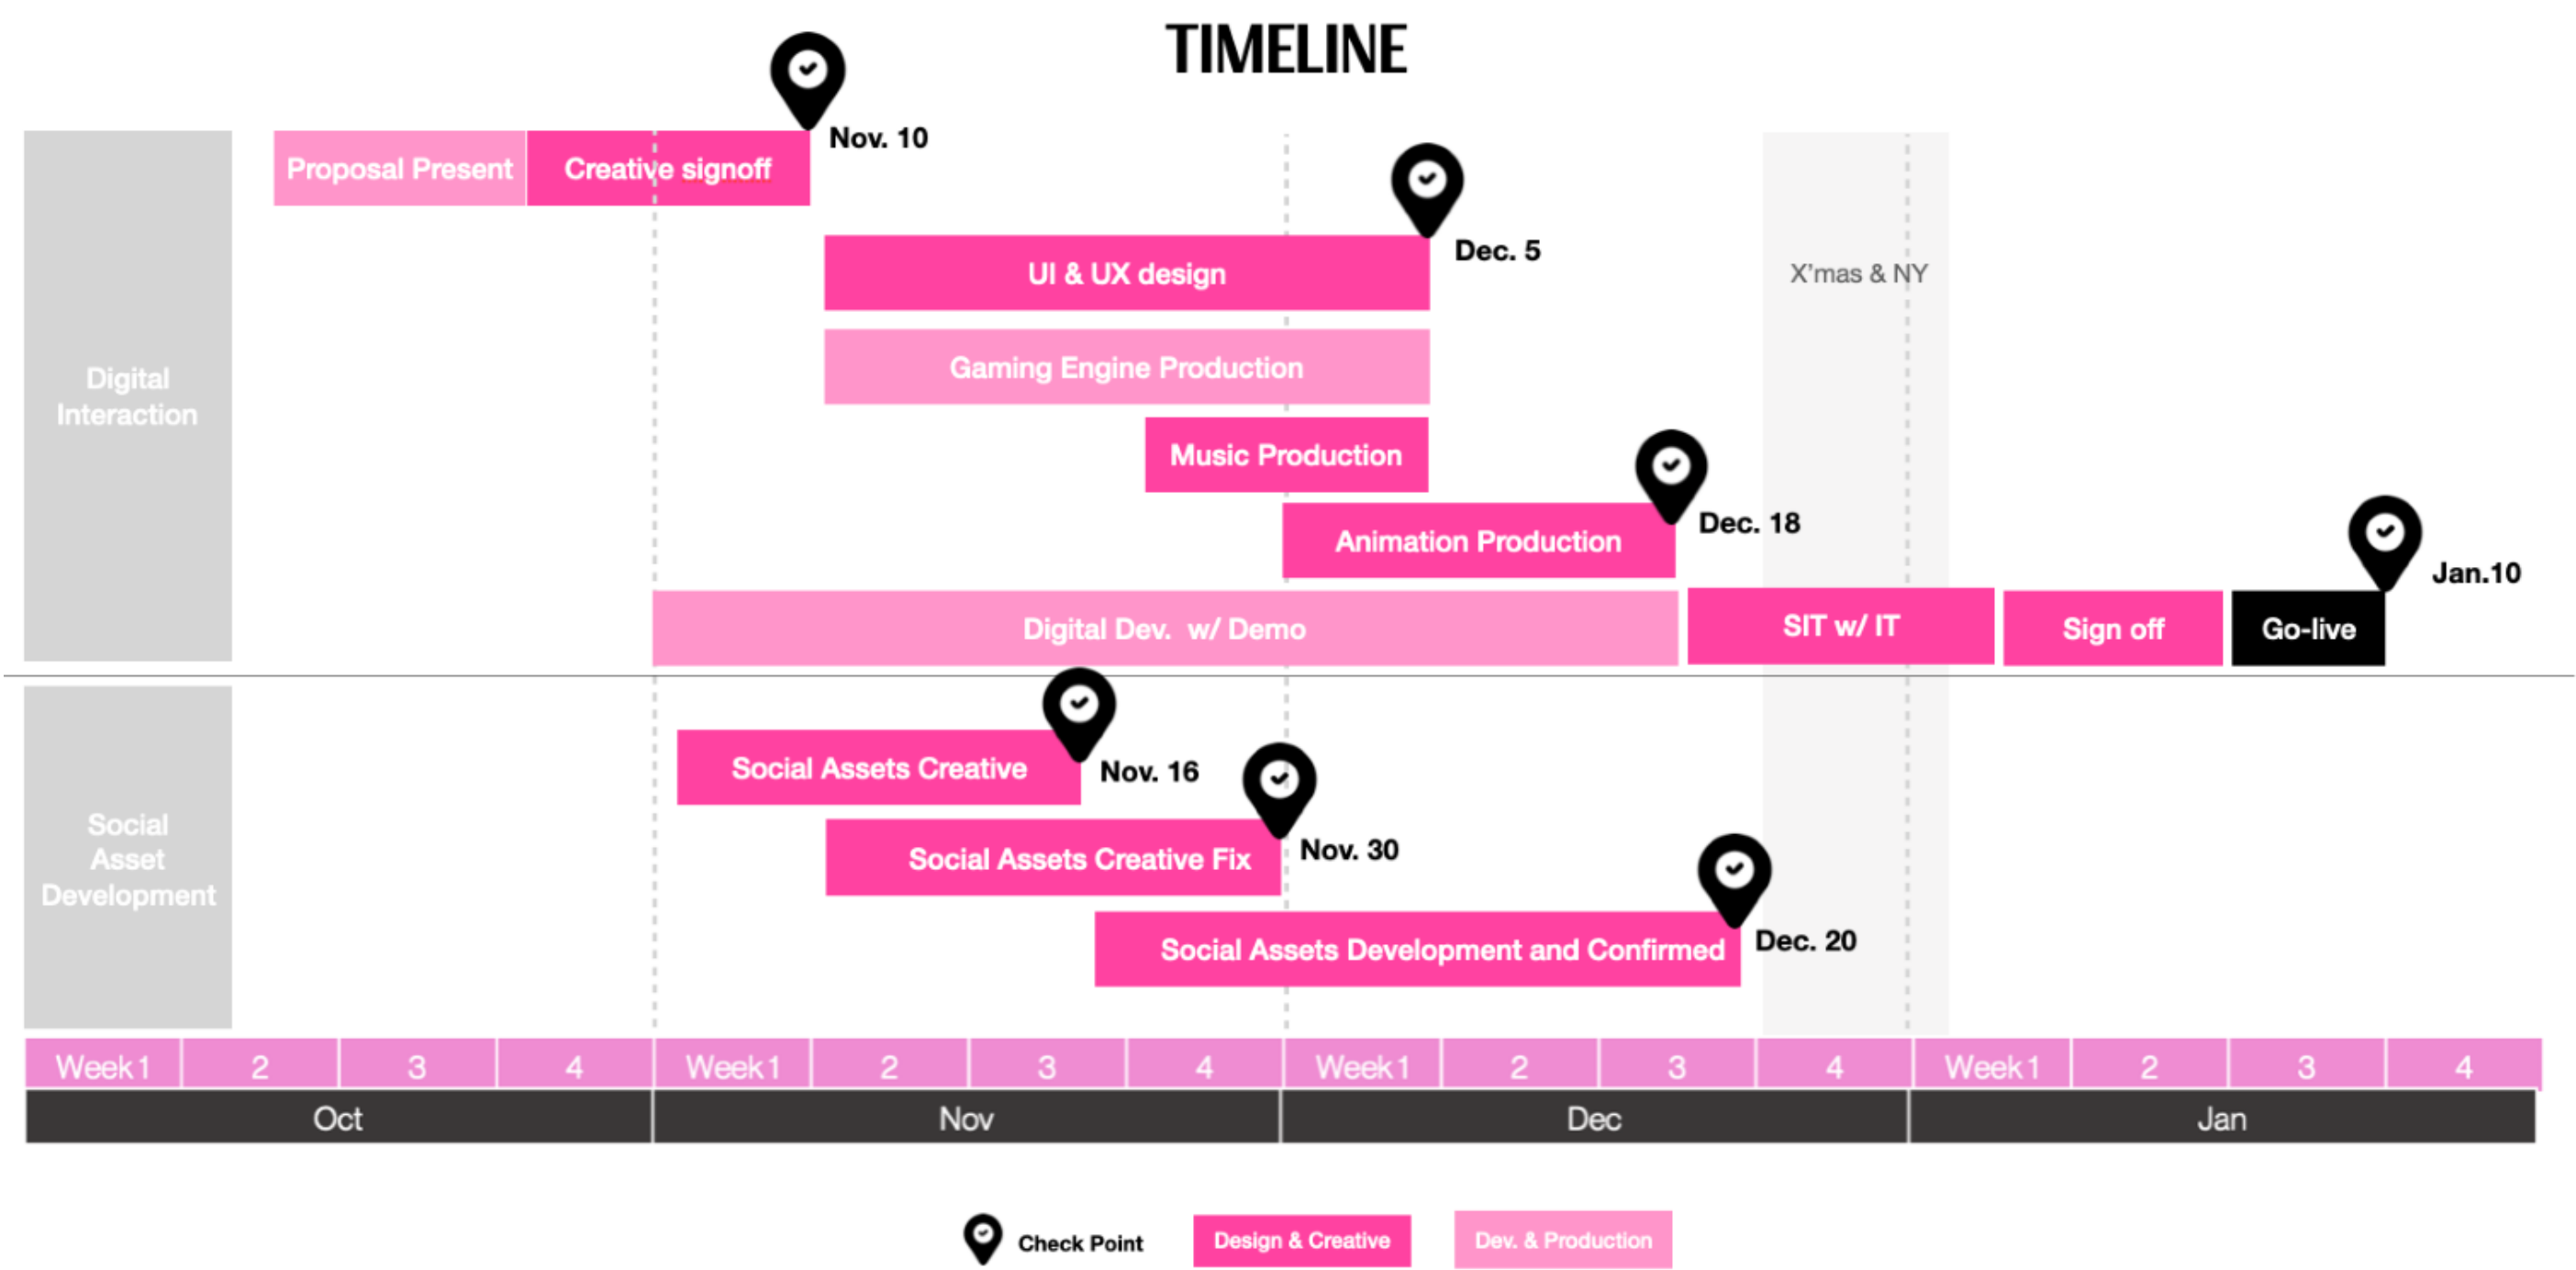 TIMELINE
Nov. 10
Proposal Present
Creative signoff
Dec. 5
UI & UX design
X'mas & NY
Gaming Engine Production
Digital
Interaction
Music Production
Dec. 18
Animation Production
Jan.10
Digital Dev. w/ Demo
SIT w/ IT
Sign off
Go-live
Social Assets Creative
Nov. 16
Social
Asset
Development
Social Assets Creative Fix
Nov. 30
Social Assets Development and Confirmed
Dec. 20
Week1 2 3 4 Week1 2 3 4 Week1 2 3 4 Week1 2 3 4
Oct Nov Dec Jan
Check Point
Design & Creative
Dev. & Production